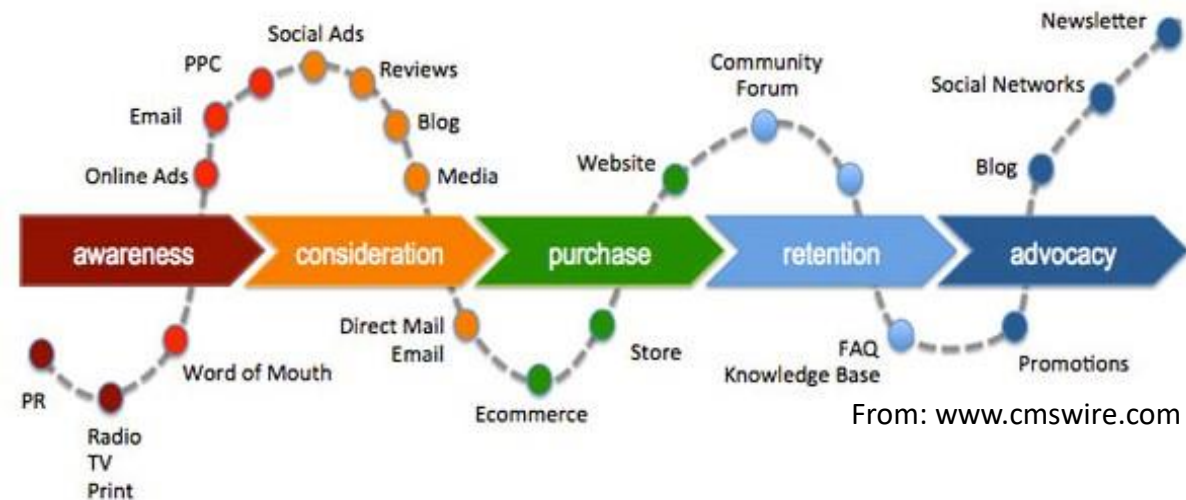 Newsletter
Social Ads
PPC
Reviews
Community
Forum
Social Networks
Email
Blog
Website
Blog
Online Ads
Media
awareness
consideration
purchase
retention
advocacy
Direct Mail
Email
Store
FAQ
Knowledge Base
Promotions
Word of Mouth
PR
Ecommerce
From: www.cmswire.com
Radio
TV
Print